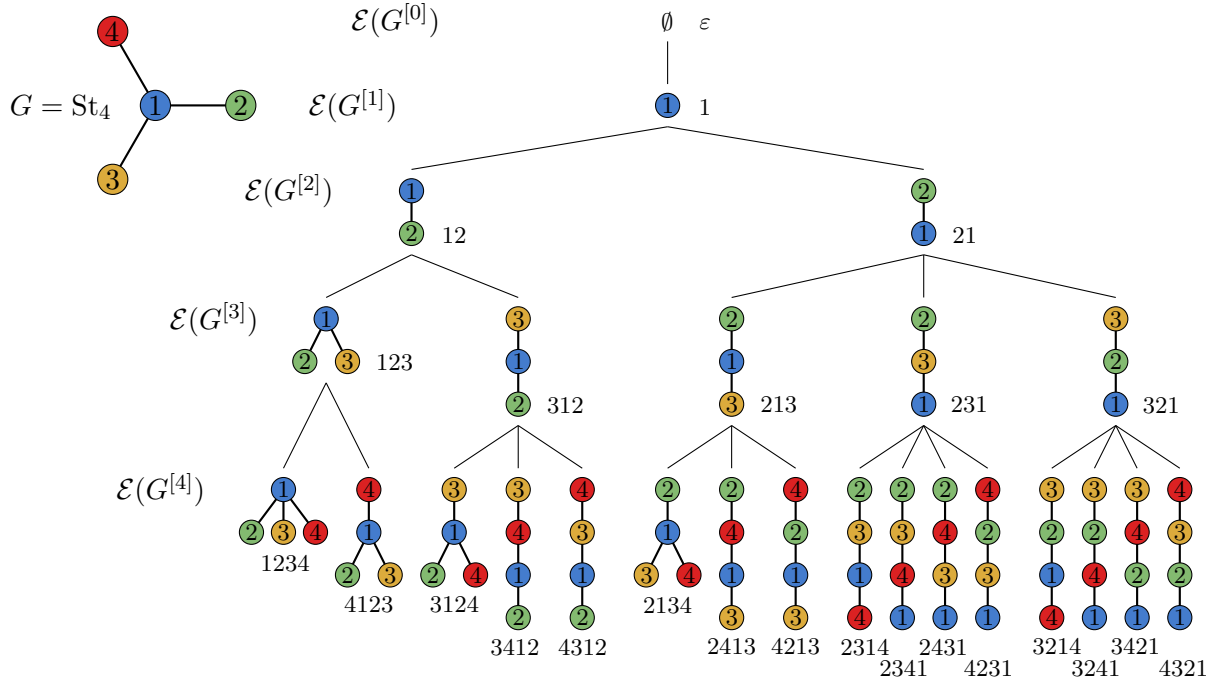 4
G = St₄ 1 2
3
ℰ(G^[0]) ∅ ε
ℰ(G^[1]) 1 1
ℰ(G^[2]) 1 2
2 12 1 21
ℰ(G^[3]) 1 3 2 2 3
2 3 123 1 1 3 2
2 312 3 213 1 231 1 321
ℰ(G^[4]) 1 4 3 3 4 2 2 4 2 2 2 4 3 3 3 4
2 3 4 1 1 4 3 1 4 2 3 3 4 2 2 2 4 3
1234 2 3 2 4 1 1 3 4 1 1 1 4 3 3 1 4 2 2
4123 3124 2 2 2134 3 3 4 1 1 1 4 1 1 1
3412 4312 2413 4213 2314 2431 3214 3421
2341 4231 3241 4321